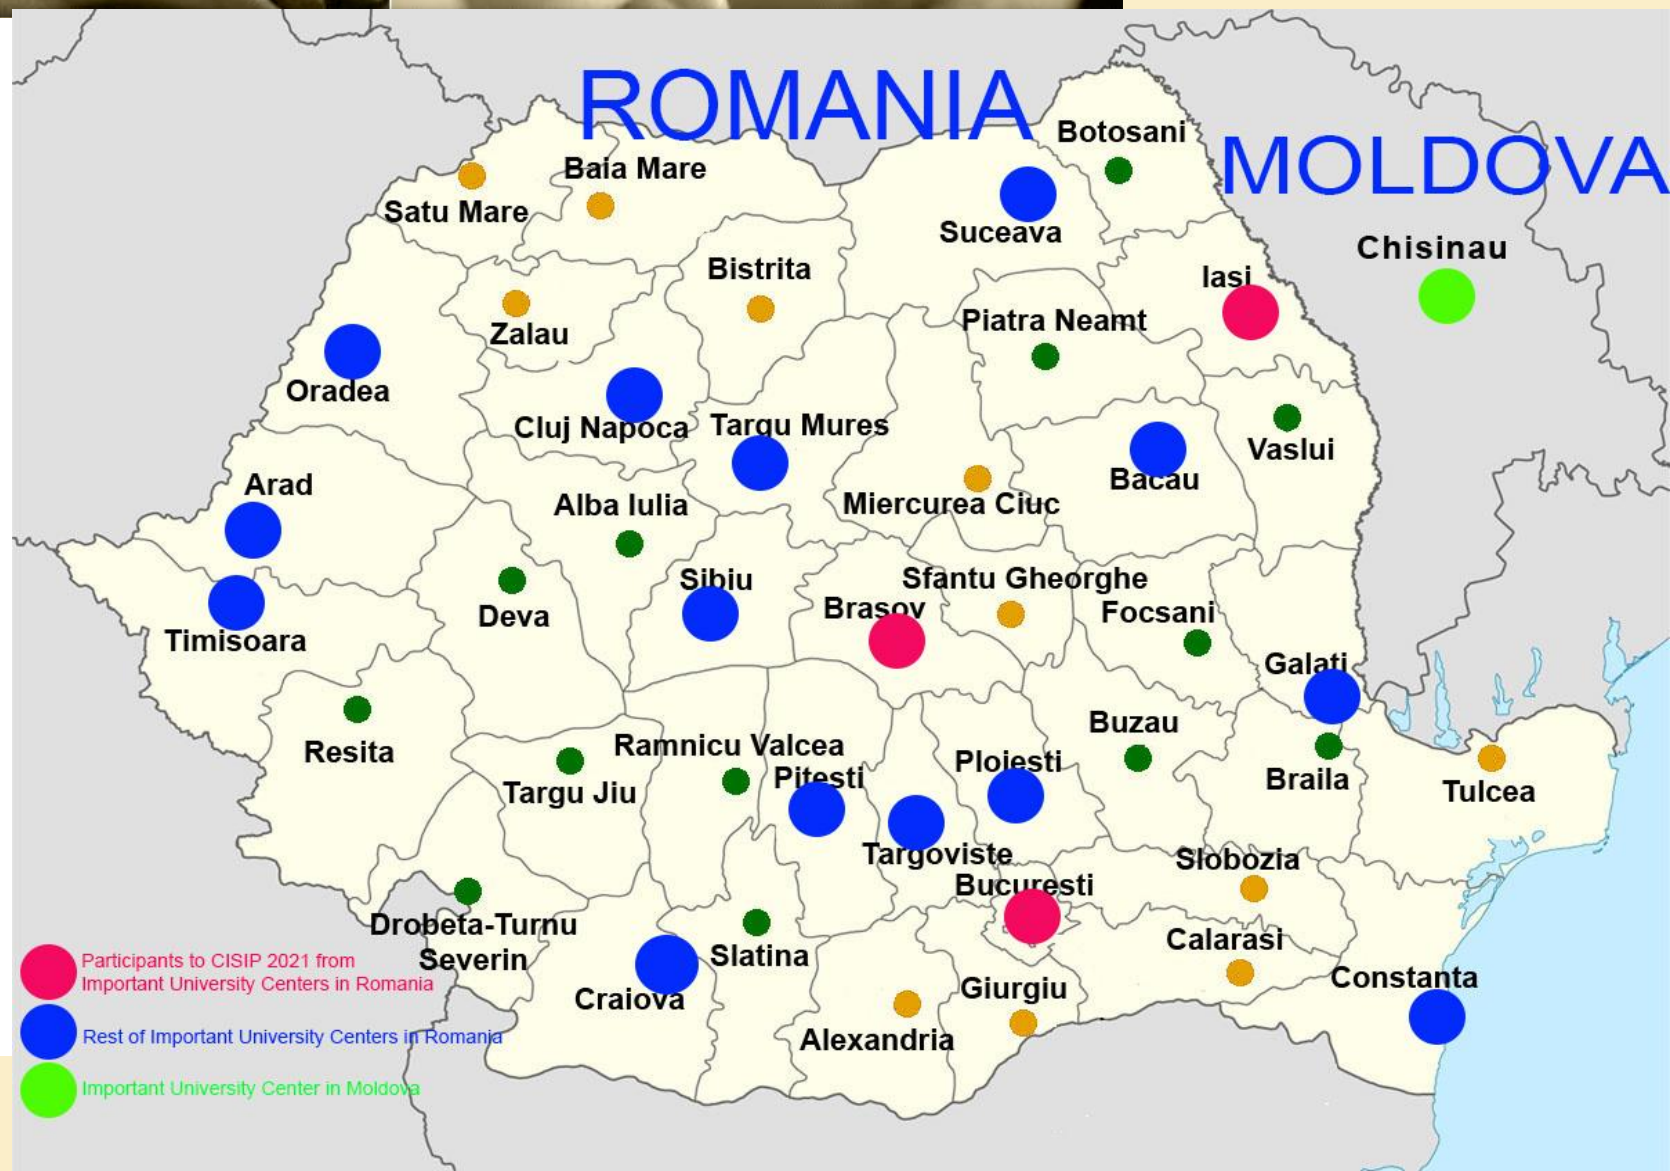 ROMANIA
MOLDOVA
Botosani
Baia Mare
Satu Mare
Suceava
Chisinau
Bistrita
Iasi
Zalau
Piatra Neamt
Oradea
Cluj Napoca
Targu Mures
Vaslui
Bacau
Arad
Alba Iulia
Miercurea Ciuc
Sibiu
Sfantu Gheorghe
Deva
Brasov
Focsani
Timisoara
Galati
Resita
Ramnicu Valcea
Buzau
Pitesti
Ploiesti
Targu Jiu
Braila
Tulcea
Targoviste
Slobozia
Bucuresti
Drobeta-Turnu
Severin
Slatina
Calarasi
Constanta
Craiova
Giurgiu
Alexandria
Participants to CISIP 2021 from
Important University Centers in Romania
Rest of Important University Centers in Romania
Important University Center in Moldova